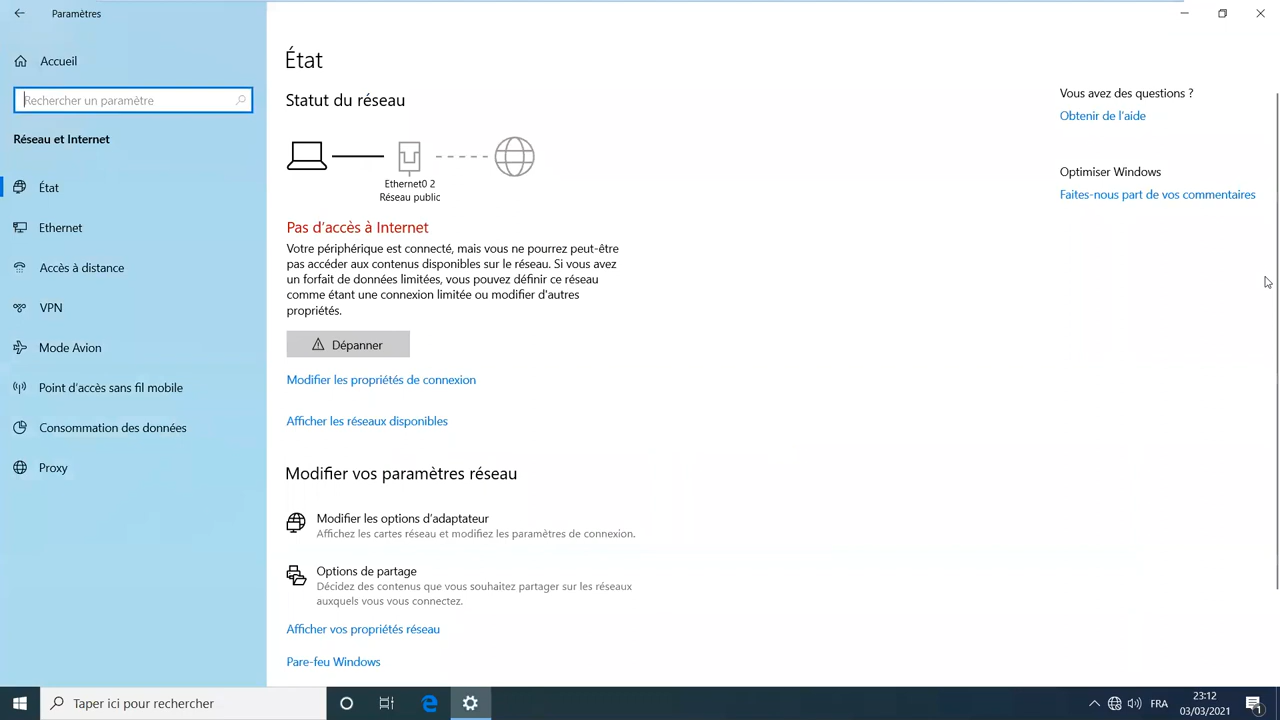 Paramètres
Accueil
Rechercher un paramètre
Réseau et Internet
État
Ethernet
Accès à distance
VPN
Mode Avion
Point d’accès sans fil mobile
Consommation des données
Proxy
État
Statut du réseau
Ethernet0 2
Réseau public
Pas d’accès à Internet
Votre périphérique est connecté, mais vous ne pourrez peut-être
pas accéder aux contenus disponibles sur le réseau. Si vous avez
un forfait de données limitées, vous pouvez définir ce réseau
comme étant une connexion limitée ou modifier d'autres
propriétés.
Dépanner
Modifier les propriétés de connexion
Afficher les réseaux disponibles
Modifier vos paramètres réseau
Modifier les options d’adaptateur
Affichez les cartes réseau et modifiez les paramètres de connexion.
Options de partage
Décidez des contenus que vous souhaitez partager sur les réseaux
auxquels vous vous connectez.
Afficher vos propriétés réseau
Pare-feu Windows
Vous avez des questions ?
Obtenir de l’aide
Optimiser Windows
Faites-nous part de vos commentaires
Taper ici pour rechercher
FRA
23:12
03/03/2021
1